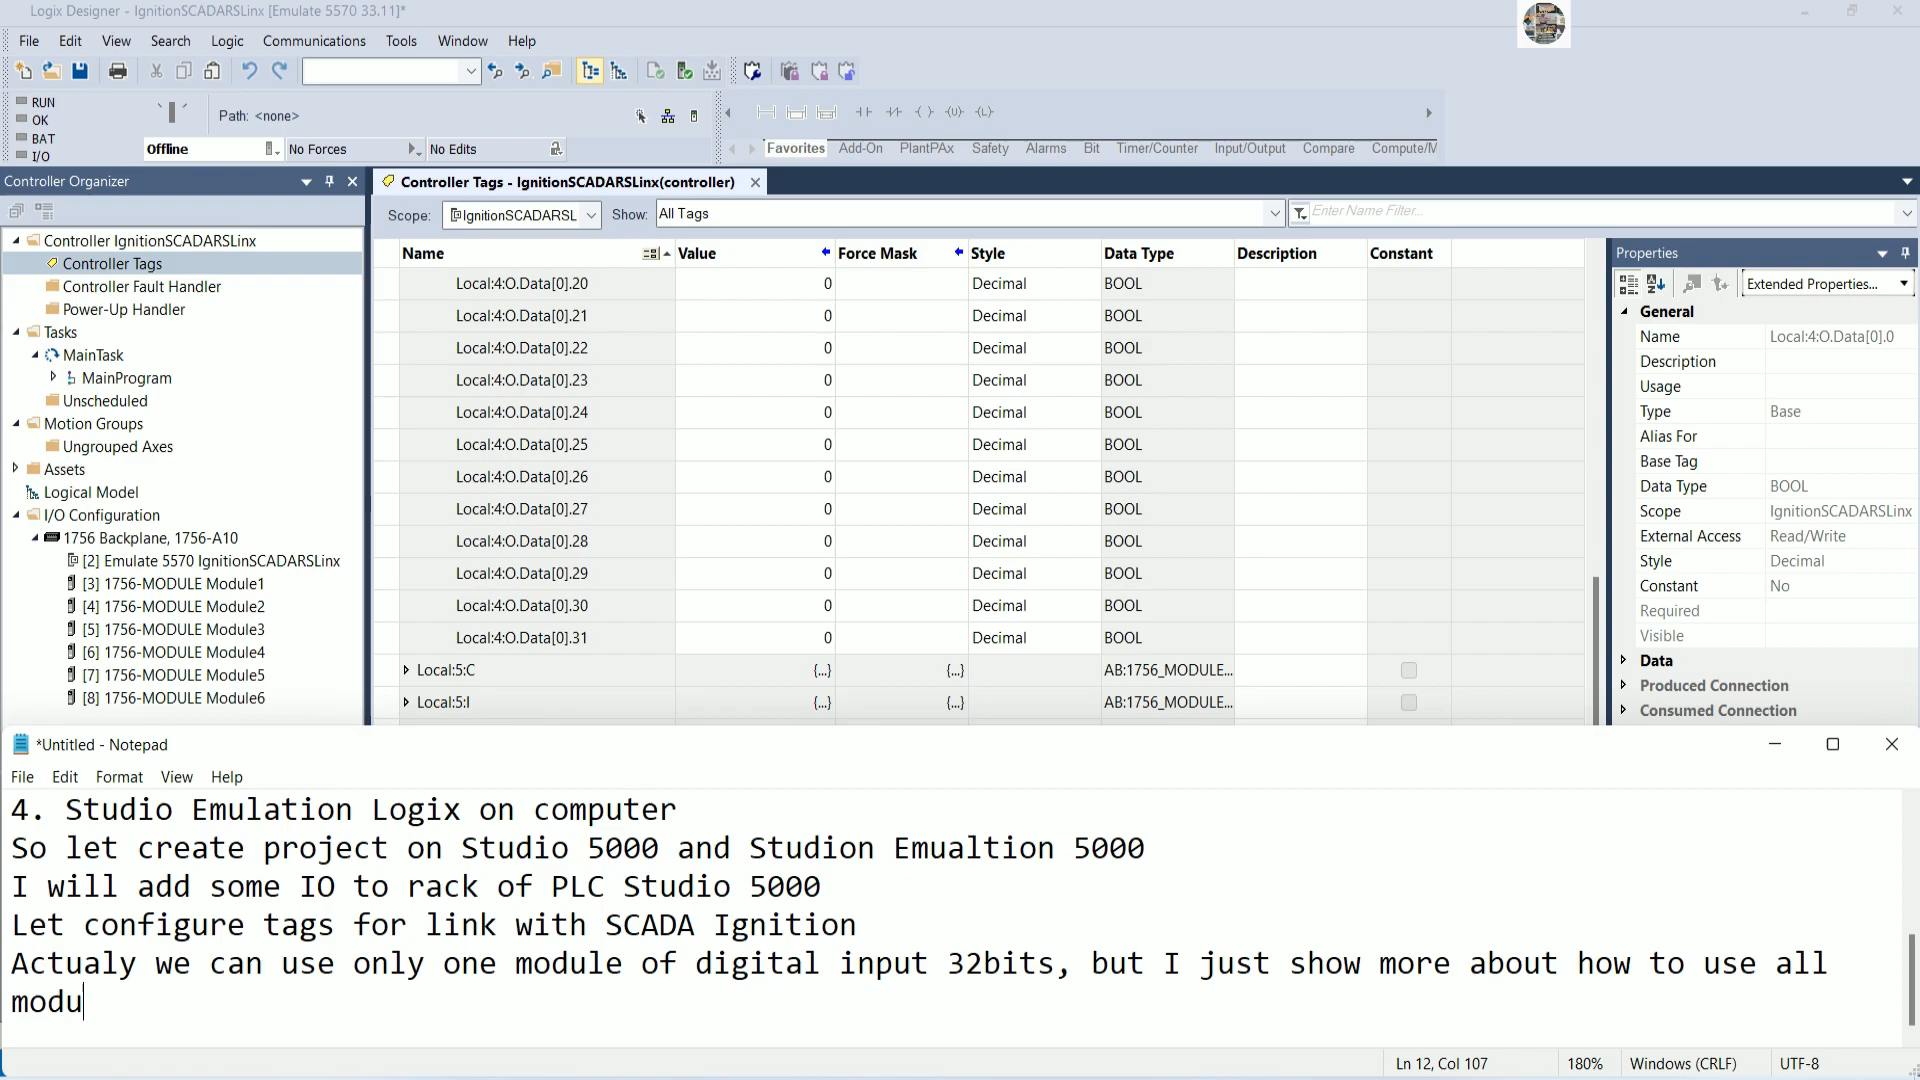 Logix Designer - IgnitionSCADARSLinx [Emulate 5570 33.11]*
File Edit View Search Logic Communications Tools Window Help
RUN
OK
BAT
I/O
Path: <none>
Offline No Forces No Edits
Favorites Add-On PlantPAx Safety Alarms Bit Timer/Counter Input/Output Compare Compute/M
Controller Organizer
Controller IgnitionSCADARSLinx
Controller Tags
Controller Fault Handler
Power-Up Handler
Tasks
MainTask
MainProgram
Unscheduled
Motion Groups
Ungrouped Axes
Assets
Logical Model
I/O Configuration
1756 Backplane, 1756-A10
[2] Emulate 5570 IgnitionSCADARSLinx
[3] 1756-MODULE Module1
[4] 1756-MODULE Module2
[5] 1756-MODULE Module3
[6] 1756-MODULE Module4
[7] 1756-MODULE Module5
[8] 1756-MODULE Module6
Controller Tags - IgnitionSCADARSLinx(controller)
Scope: IgnitionSCADARSL Show: All Tags Enter Name Filter...
Name Value Force Mask Style Data Type Description Constant
Local:4:O.Data[0].20 0 Decimal BOOL
Local:4:O.Data[0].21 0 Decimal BOOL
Local:4:O.Data[0].22 0 Decimal BOOL
Local:4:O.Data[0].23 0 Decimal BOOL
Local:4:O.Data[0].24 0 Decimal BOOL
Local:4:O.Data[0].25 0 Decimal BOOL
Local:4:O.Data[0].26 0 Decimal BOOL
Local:4:O.Data[0].27 0 Decimal BOOL
Local:4:O.Data[0].28 0 Decimal BOOL
Local:4:O.Data[0].29 0 Decimal BOOL
Local:4:O.Data[0].30 0 Decimal BOOL
Local:4:O.Data[0].31 0 Decimal BOOL
Local:5:C {...} {...} AB:1756_MODULE...
Local:5:I {...} {...} AB:1756_MODULE...
Properties
Extended Properties...
General
Name Local:4:O.Data[0].0
Description
Usage
Type Base
Alias For
Base Tag
Data Type BOOL
Scope IgnitionSCADARSLinx
External Access Read/Write
Style Decimal
Constant No
Required
Visible
Data
Produced Connection
Consumed Connection
*Untitled - Notepad
File Edit Format View Help
4. Studio Emulation Logix on computer
So let create project on Studio 5000 and Studion Emualtion 5000
I will add some IO to rack of PLC Studio 5000
Let configure tags for link with SCADA Ignition
Actualy we can use only one module of digital input 32bits, but I just show more about how to use all
modu
Ln 12, Col 107 180% Windows (CRLF) UTF-8